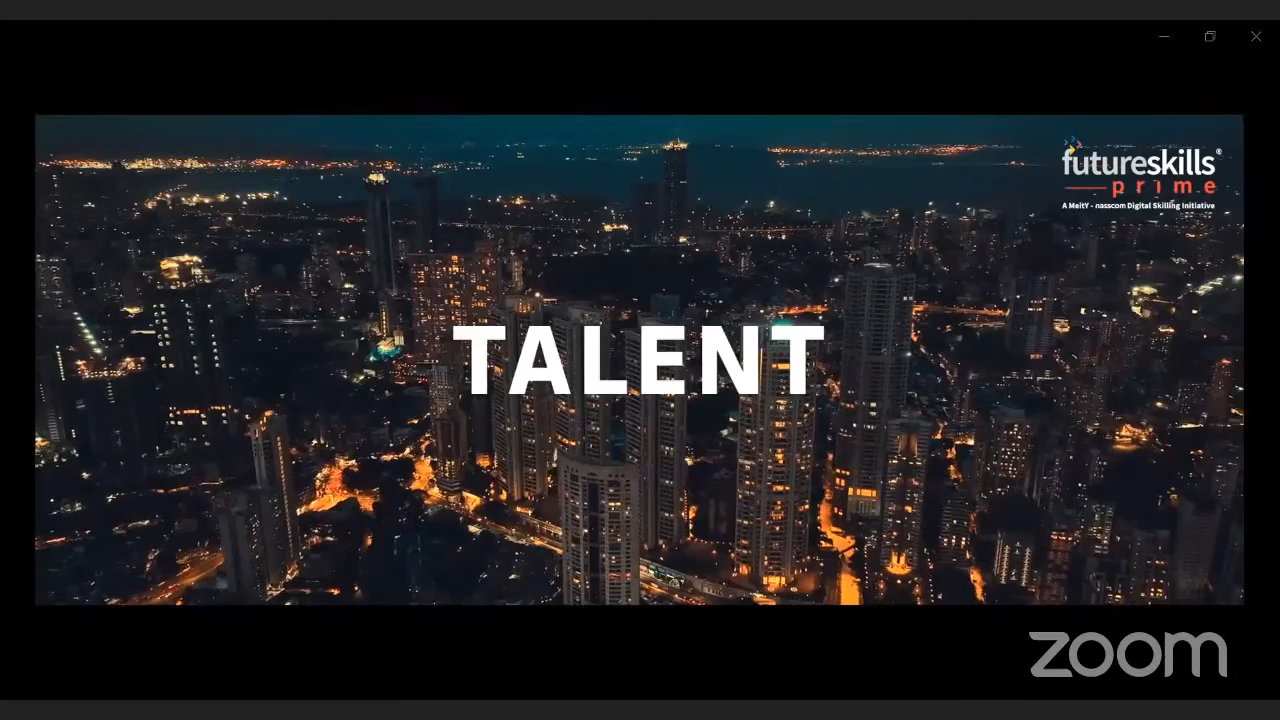 futureskills®
prime
A MeitY - nasscom Digital Skilling Initiative
TALENT
zoom